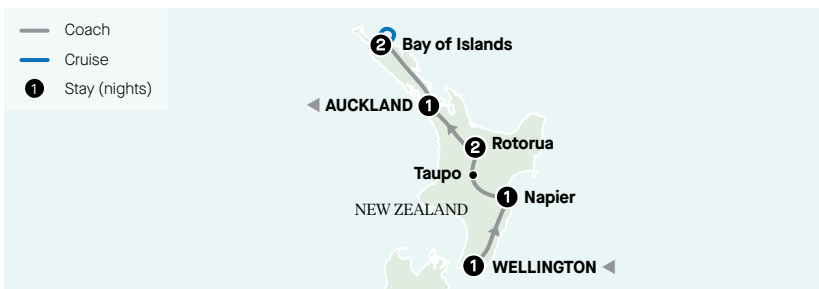 Coach
Cruise
1 Stay (nights)
2 Bay of Islands
AUCKLAND 1
2 Rotorua
Taupo
1 Napier
NEW ZEALAND
1 WELLINGTON